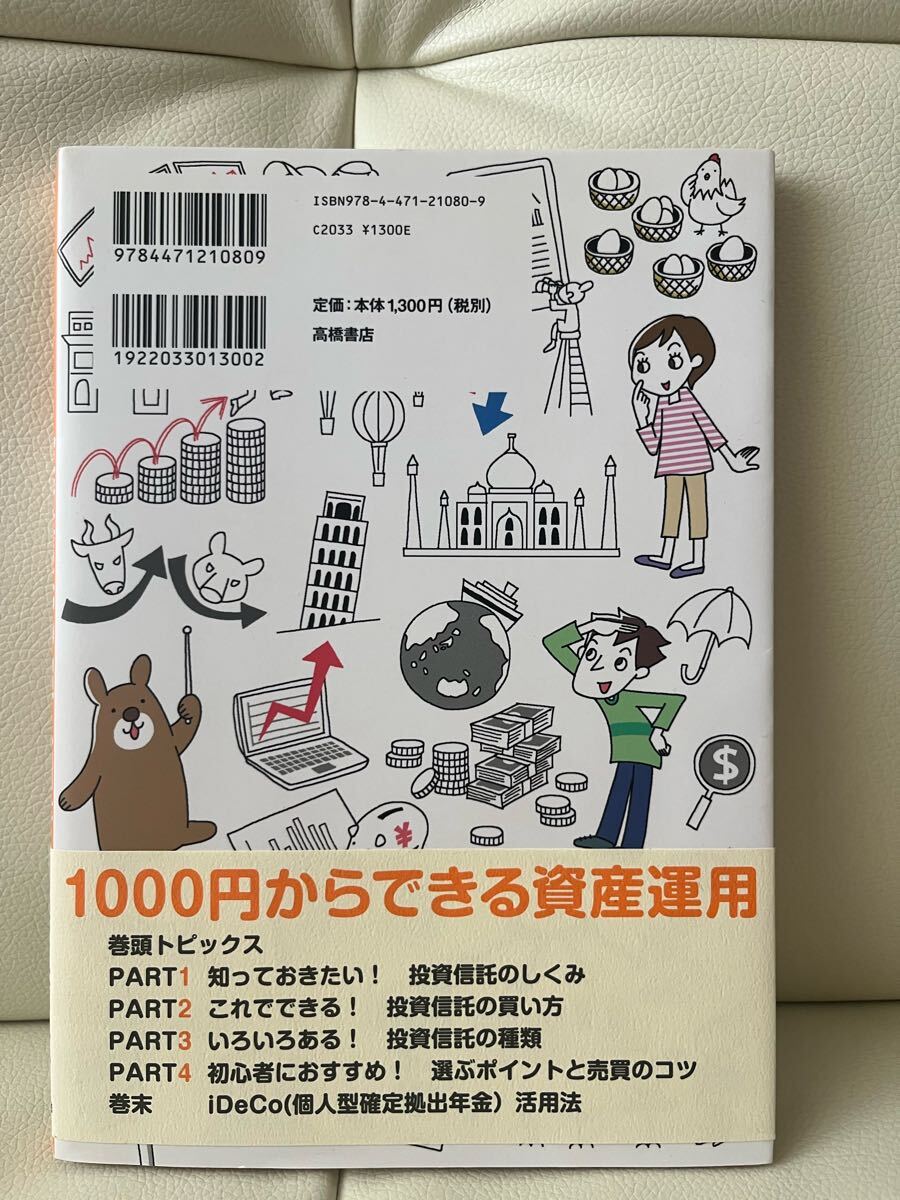 ISBN978-4-471-21080-9
C2033 ¥1300E
9784471210809
定価：本体1,300円（税別）
高橋書店
1922033013002
$
¥
1000円からできる資産運用
巻頭トピックス
PART1 知っておきたい！ 投資信託のしくみ
PART2 これでできる！ 投資信託の買い方
PART3 いろいろある！ 投資信託の種類
PART4 初心者におすすめ！ 選ぶポイントと売買のコツ
巻末 iDeCo(個人型確定拠出年金）活用法